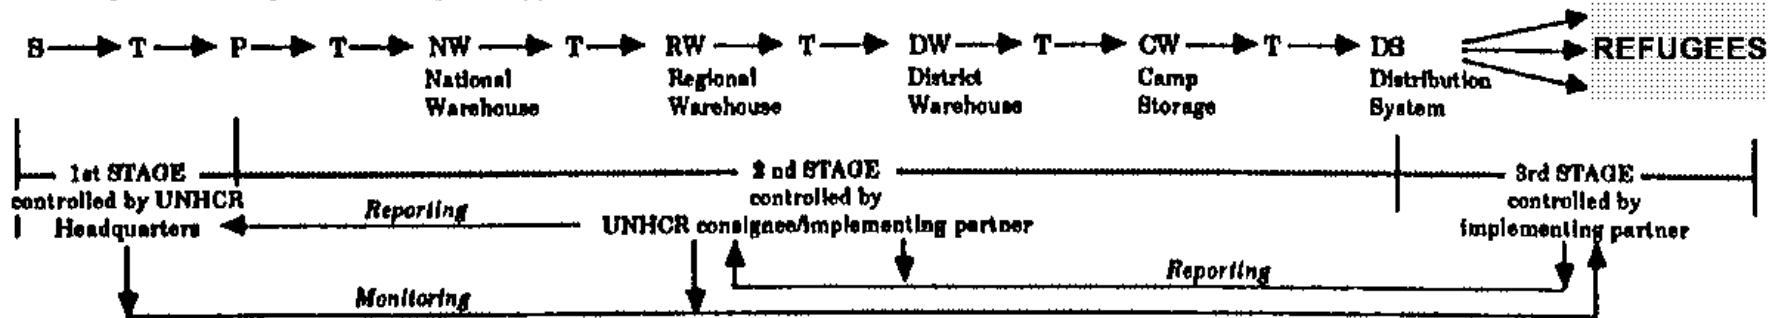 S T P T NW T RW T DW T CW T DS REFUGEES
National Regional District Camp Distribution
Warehouse Warehouse Warehouse Storage System
1st STAGE 2nd STAGE 3rd STAGE
controlled by UNHCR controlled by controlled by
Headquarters Reporting UNHCR consignee/implementing partner implementing partner
Reporting
Monitoring